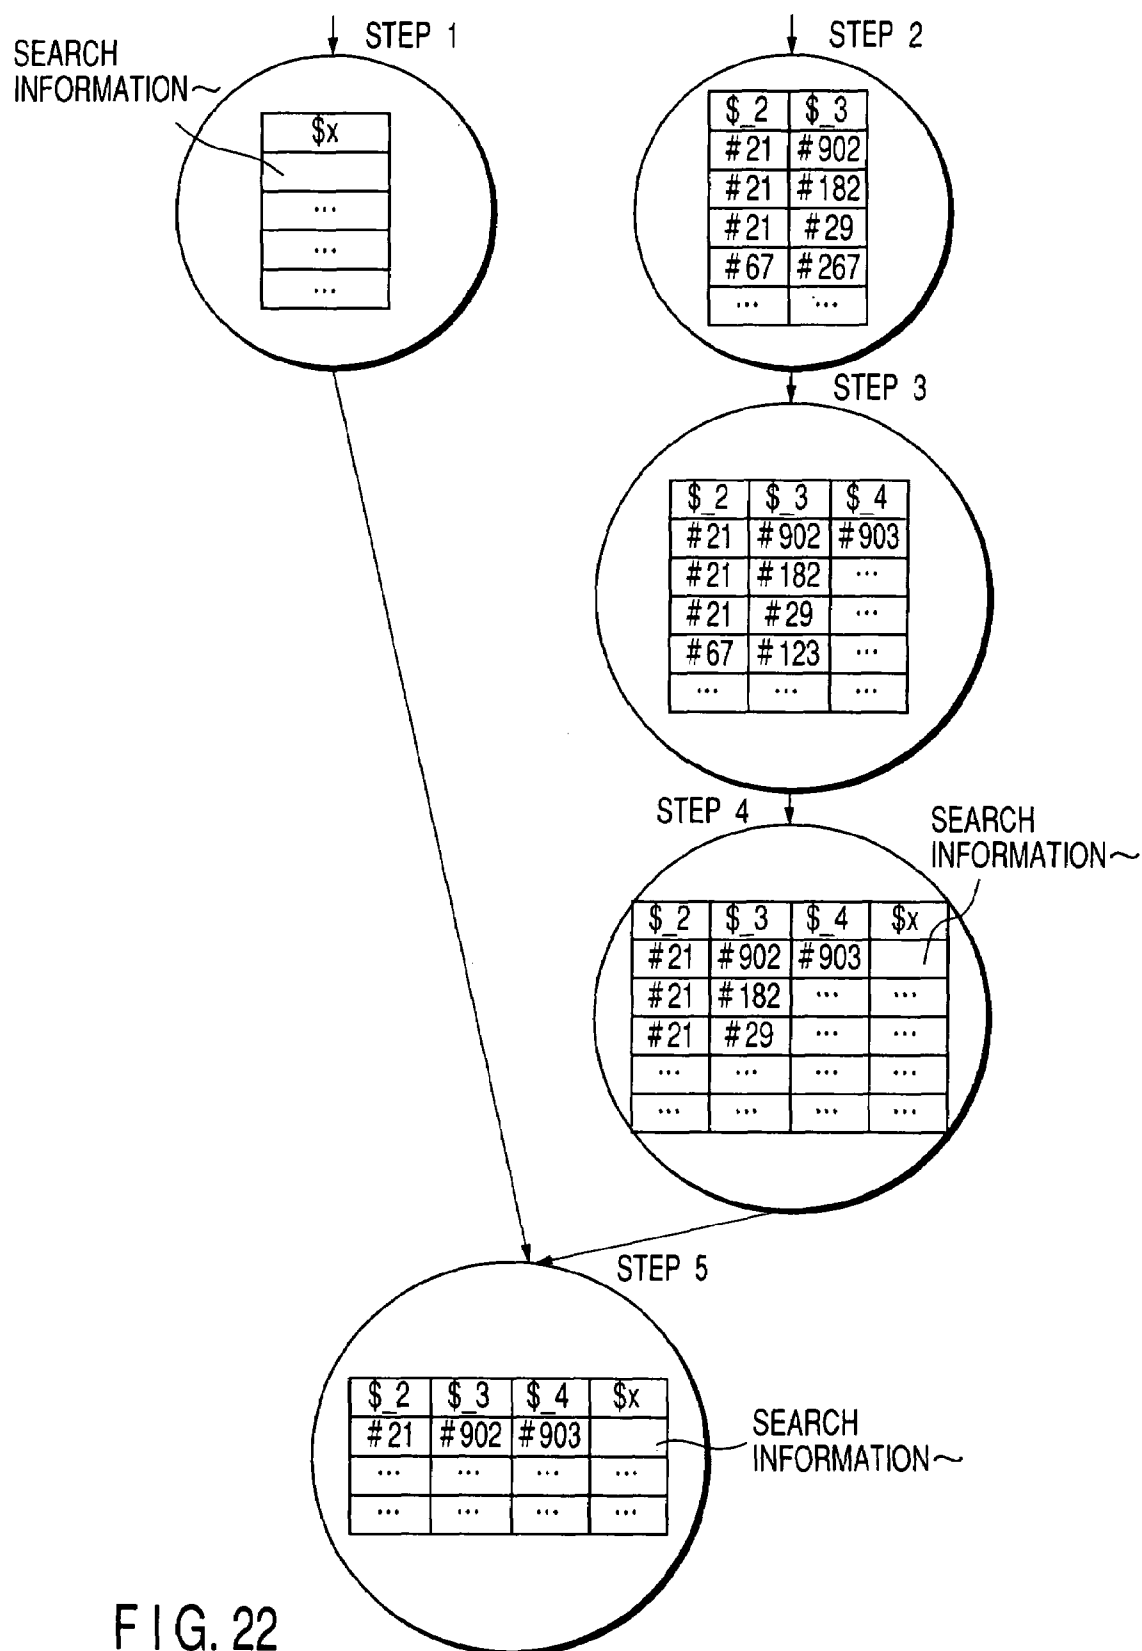 STEP 1
SEARCH
INFORMATION~
$x
...
...
...
STEP 2
$_2 $_3
#21 #902
#21 #182
#21 #29
#67 #267
... ...
STEP 3
$_2 $_3 $_4
#21 #902 #903
#21 #182 ...
#21 #29 ...
#67 #123 ...
... ... ...
STEP 4
SEARCH
INFORMATION~
$_2 $_3 $_4 $x
#21 #902 #903
#21 #182 ... ...
#21 #29 ... ...
... ... ... ...
... ... ... ...
STEP 5
$_2 $_3 $_4 $x
#21 #902 #903
... ... ... ...
... ... ... ...
SEARCH
INFORMATION~
FIG. 22